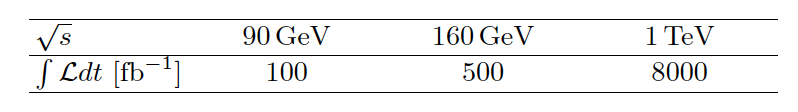 √s 90 GeV 160 GeV 1 TeV
∫ ℒdt [fb⁻¹] 100 500 8000